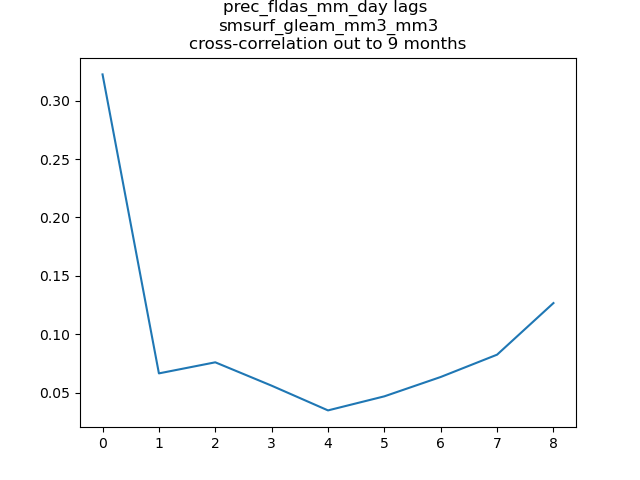 prec_fldas_mm_day lags
smsurf_gleam_mm3_mm3
cross-correlation out to 9 months
0.30
0.25
0.20
0.15
0.10
0.05
0 1 2 3 4 5 6 7 8